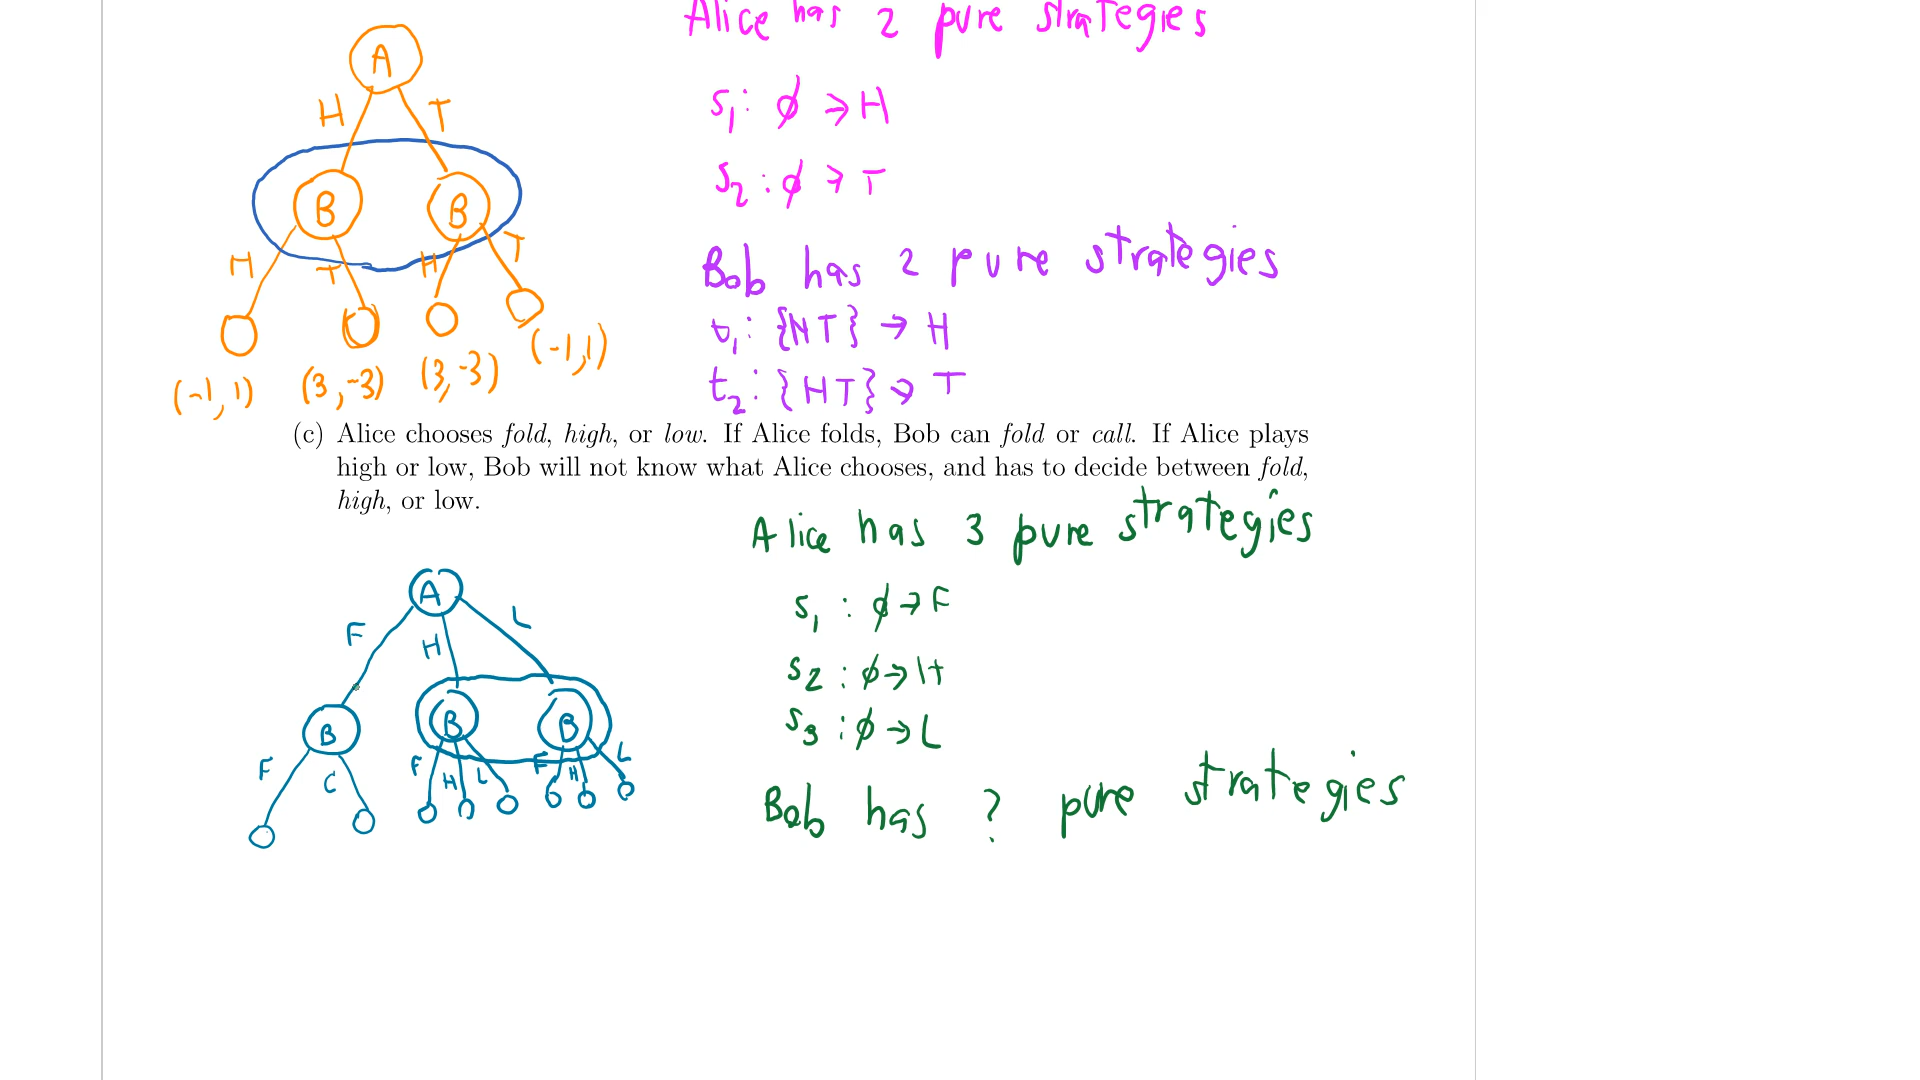 Alice has 2 pure strategies
A
H T
s₁: ∅ → H
s₂: ∅ → T
B B
H T H T
Bob has 2 pure strategies
t₁: {HT} → H
t₂: {HT} → T
(-1, 1) (3, -3) (3, -3) (-1, 1)
(c) Alice chooses fold, high, or low. If Alice folds, Bob can fold or call. If Alice plays
high or low, Bob will not know what Alice chooses, and has to decide between fold,
high, or low.
Alice has 3 pure strategies
A
F H L
s₁: ∅ → F
s₂: ∅ → H
s₃: ∅ → L
B B B
F C F H L F H L
Bob has ? pure strategies